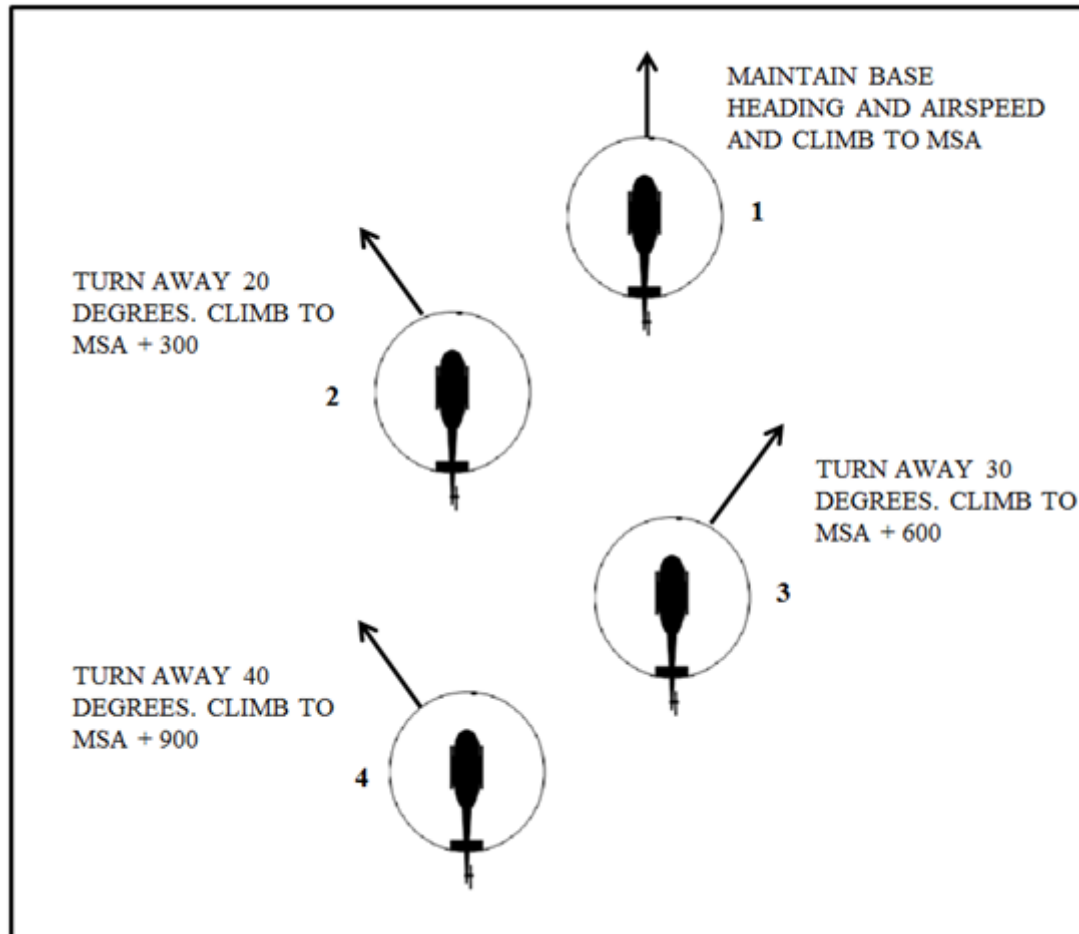 MAINTAIN BASE
HEADING AND AIRSPEED
AND CLIMB TO MSA
1
TURN AWAY 20
DEGREES. CLIMB TO
MSA + 300
2
TURN AWAY 30
DEGREES. CLIMB TO
MSA + 600
3
TURN AWAY 40
DEGREES. CLIMB TO
MSA + 900
4